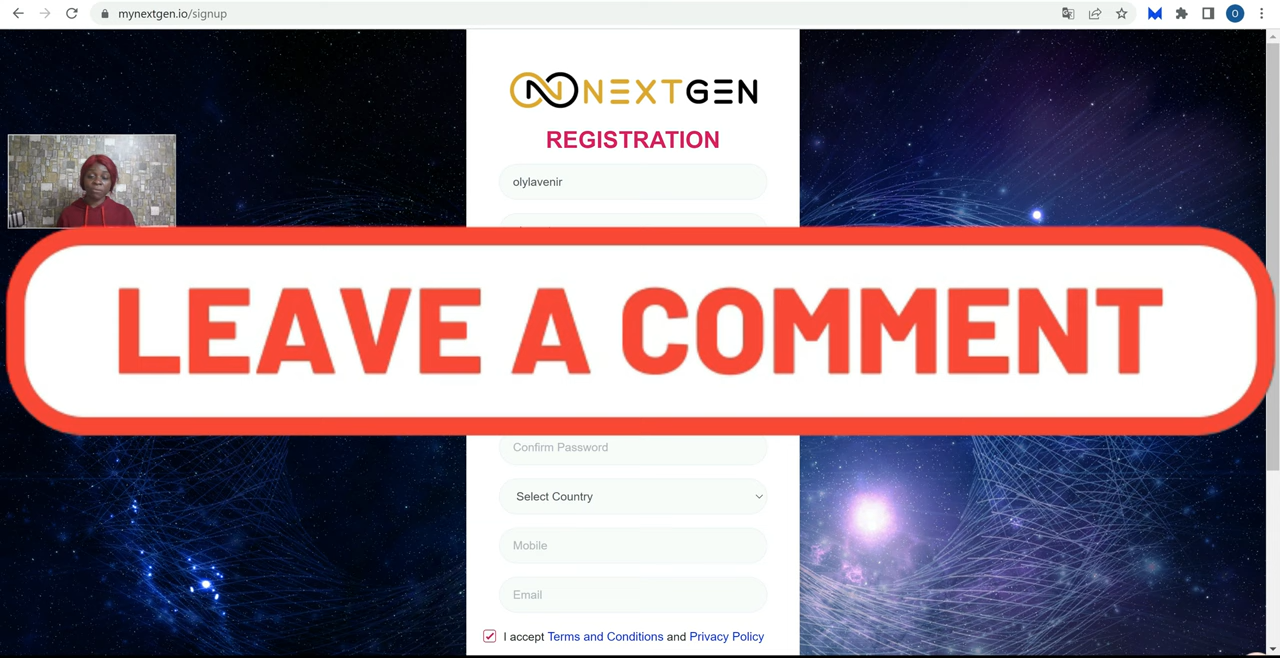 mynextgen.io/signup
O
NEXTGEN
REGISTRATION
olylavenir
LEAVE A COMMENT
Confirm Password
Select Country
Mobile
Email
I accept Terms and Conditions and Privacy Policy